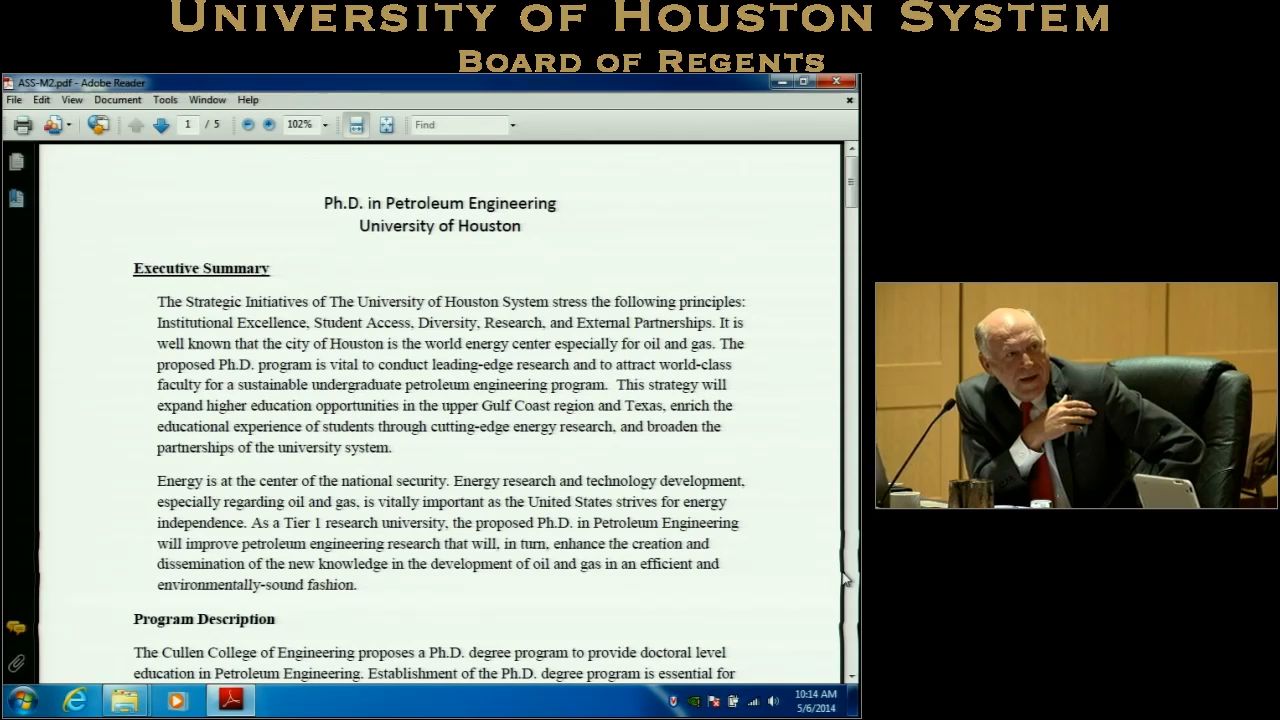 University of Houston System
Board of Regents
ASS-M2.pdf - Adobe Reader
File Edit View Document Tools Window Help
1 / 5 102% Find
Ph.D. in Petroleum Engineering
University of Houston
Executive Summary
The Strategic Initiatives of The University of Houston System stress the following principles:
Institutional Excellence, Student Access, Diversity, Research, and External Partnerships. It is
well known that the city of Houston is the world energy center especially for oil and gas. The
proposed Ph.D. program is vital to conduct leading-edge research and to attract world-class
faculty for a sustainable undergraduate petroleum engineering program. This strategy will
expand higher education opportunities in the upper Gulf Coast region and Texas, enrich the
educational experience of students through cutting-edge energy research, and broaden the
partnerships of the university system.
Energy is at the center of the national security. Energy research and technology development,
especially regarding oil and gas, is vitally important as the United States strives for energy
independence. As a Tier 1 research university, the proposed Ph.D. in Petroleum Engineering
will improve petroleum engineering research that will, in turn, enhance the creation and
dissemination of the new knowledge in the development of oil and gas in an efficient and
environmentally-sound fashion.
Program Description
The Cullen College of Engineering proposes a Ph.D. degree program to provide doctoral level
education in Petroleum Engineering. Establishment of the Ph.D. degree program is essential for
10:14 AM
5/6/2014